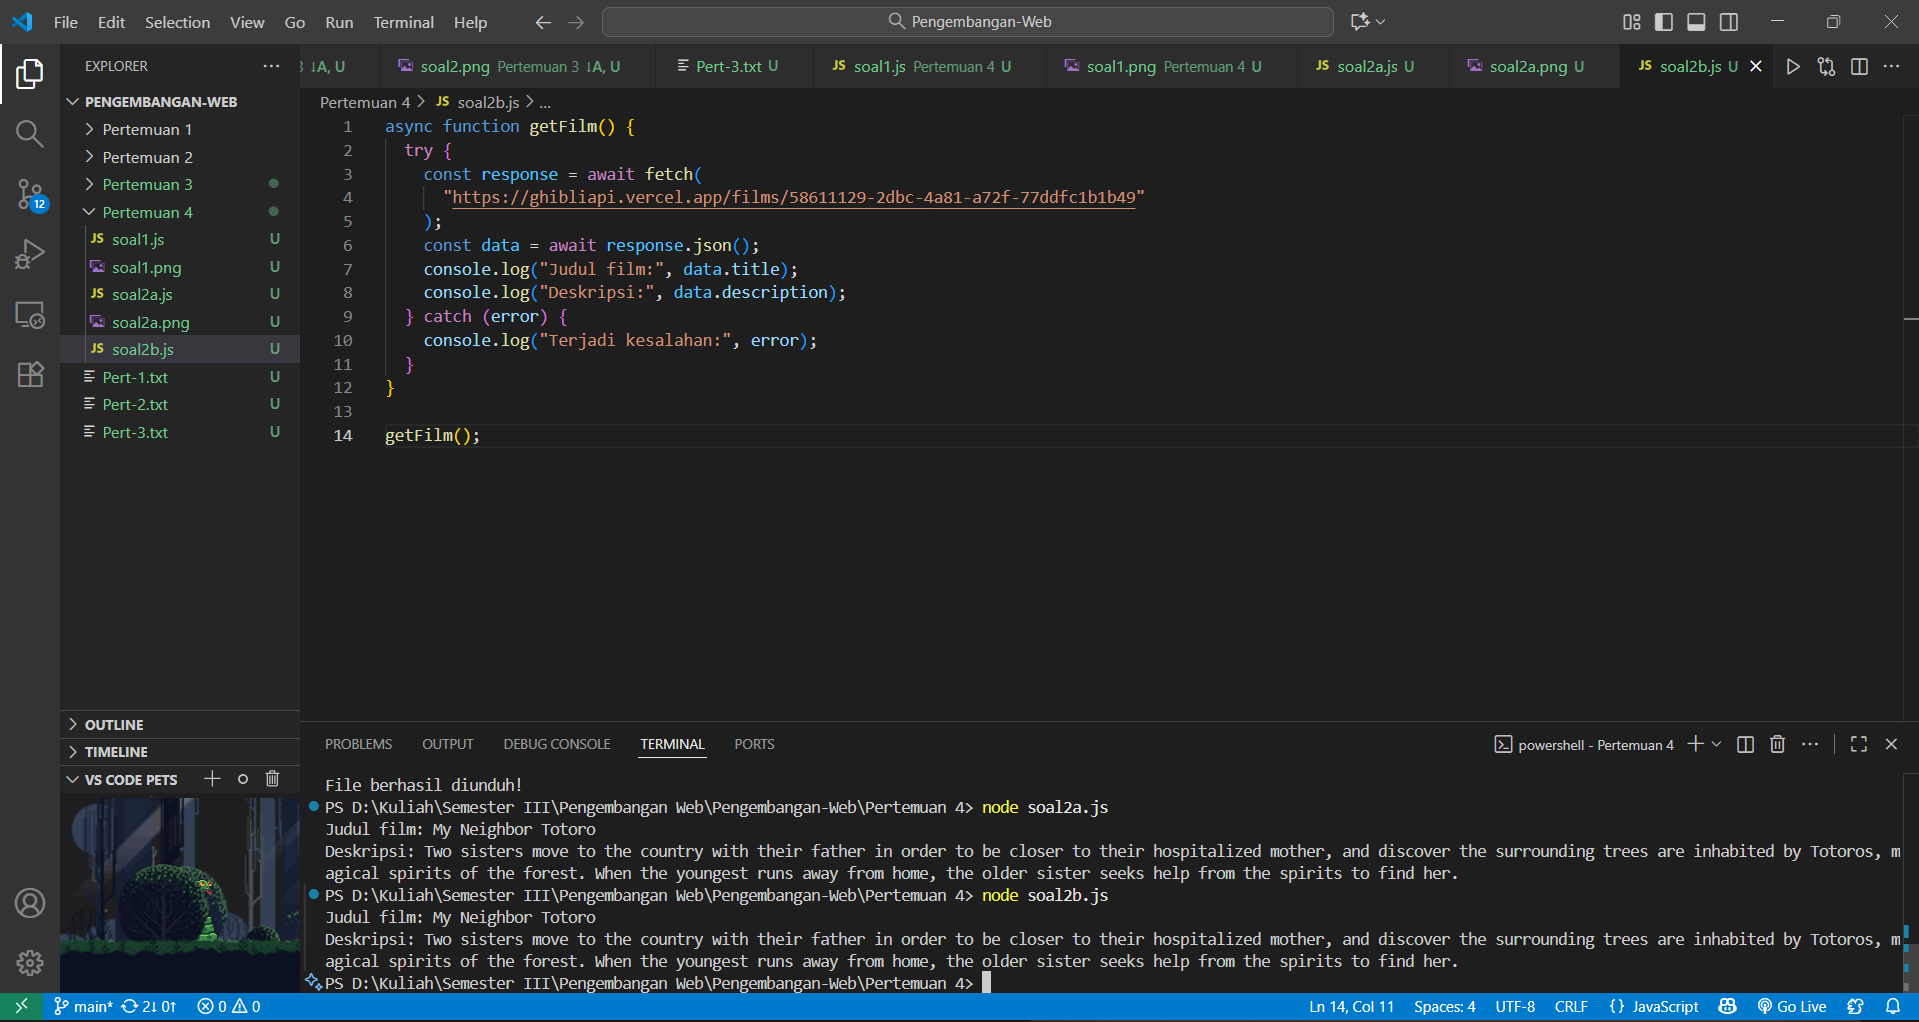 File Edit Selection View Go Run Terminal Help Pengembangan-Web
EXPLORER
PENGEMBANGAN-WEB
Pertemuan 1
Pertemuan 2
Pertemuan 3
Pertemuan 4
JS soal1.js U
soal1.png U
JS soal2a.js U
soal2a.png U
JS soal2b.js U
Pert-1.txt U
Pert-2.txt U
Pert-3.txt U
12
OUTLINE
TIMELINE
VS CODE PETS
3 ↓A, U soal2.png Pertemuan 3 ↓A, U Pert-3.txt U JS soal1.js Pertemuan 4 U soal1.png Pertemuan 4 U JS soal2a.js U soal2a.png U JS soal2b.js U
Pertemuan 4 > JS soal2b.js > ...
1 async function getFilm() {
2 try {
3 const response = await fetch(
4 "https://ghibliapi.vercel.app/films/58611129-2dbc-4a81-a72f-77ddfc1b1b49"
5 );
6 const data = await response.json();
7 console.log("Judul film:", data.title);
8 console.log("Deskripsi:", data.description);
9 } catch (error) {
10 console.log("Terjadi kesalahan:", error);
11 }
12 }
13
14 getFilm();
PROBLEMS OUTPUT DEBUG CONSOLE TERMINAL PORTS powershell - Pertemuan 4
File berhasil diunduh!
PS D:\Kuliah\Semester III\Pengembangan Web\Pengembangan-Web\Pertemuan 4> node soal2a.js
Judul film: My Neighbor Totoro
Deskripsi: Two sisters move to the country with their father in order to be closer to their hospitalized mother, and discover the surrounding trees are inhabited by Totoros, m
agical spirits of the forest. When the youngest runs away from home, the older sister seeks help from the spirits to find her.
PS D:\Kuliah\Semester III\Pengembangan Web\Pengembangan-Web\Pertemuan 4> node soal2b.js
Judul film: My Neighbor Totoro
Deskripsi: Two sisters move to the country with their father in order to be closer to their hospitalized mother, and discover the surrounding trees are inhabited by Totoros, m
agical spirits of the forest. When the youngest runs away from home, the older sister seeks help from the spirits to find her.
PS D:\Kuliah\Semester III\Pengembangan Web\Pengembangan-Web\Pertemuan 4>
main* 2↓ 0↑ 0 0 Ln 14, Col 11 Spaces: 4 UTF-8 CRLF {} JavaScript Go Live